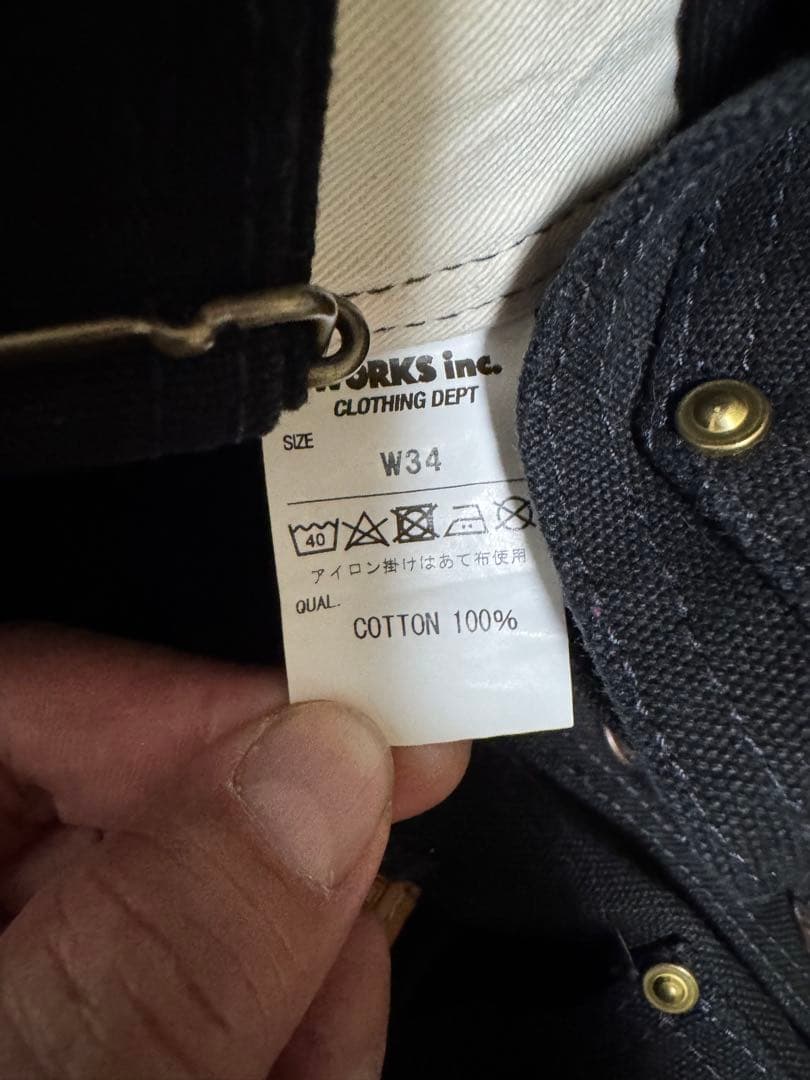 WORKS inc.
CLOTHING DEPT
SIZE
W34
40
アイロン掛けはあて布使用
QUAL.
COTTON 100%